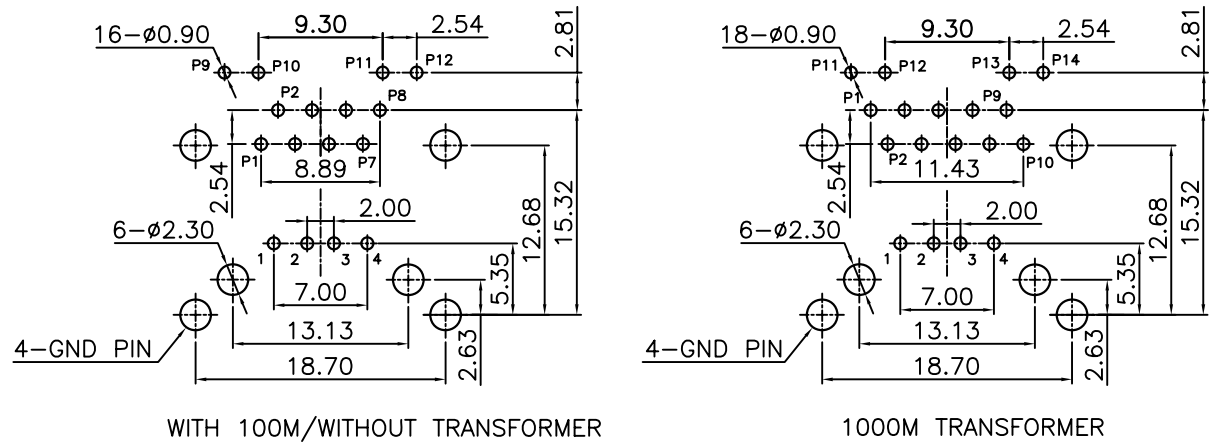 9.30 2.54 2.81
16-ø0.90
P9 P10 P11 P12
P2 P8
P1 P7
2.54 8.89
2.00
6-ø2.30
1 2 3 4
7.00
13.13
4-GND PIN
18.70
2.63 5.35 12.68 15.32
WITH 100M/WITHOUT TRANSFORMER
9.30 2.54 2.81
18-ø0.90
P11 P12 P13 P14
P1 P9
P2 P10
2.54 11.43
2.00
6-ø2.30
1 2 3 4
7.00
13.13
4-GND PIN
18.70
2.63 5.35 12.68 15.32
1000M TRANSFORMER